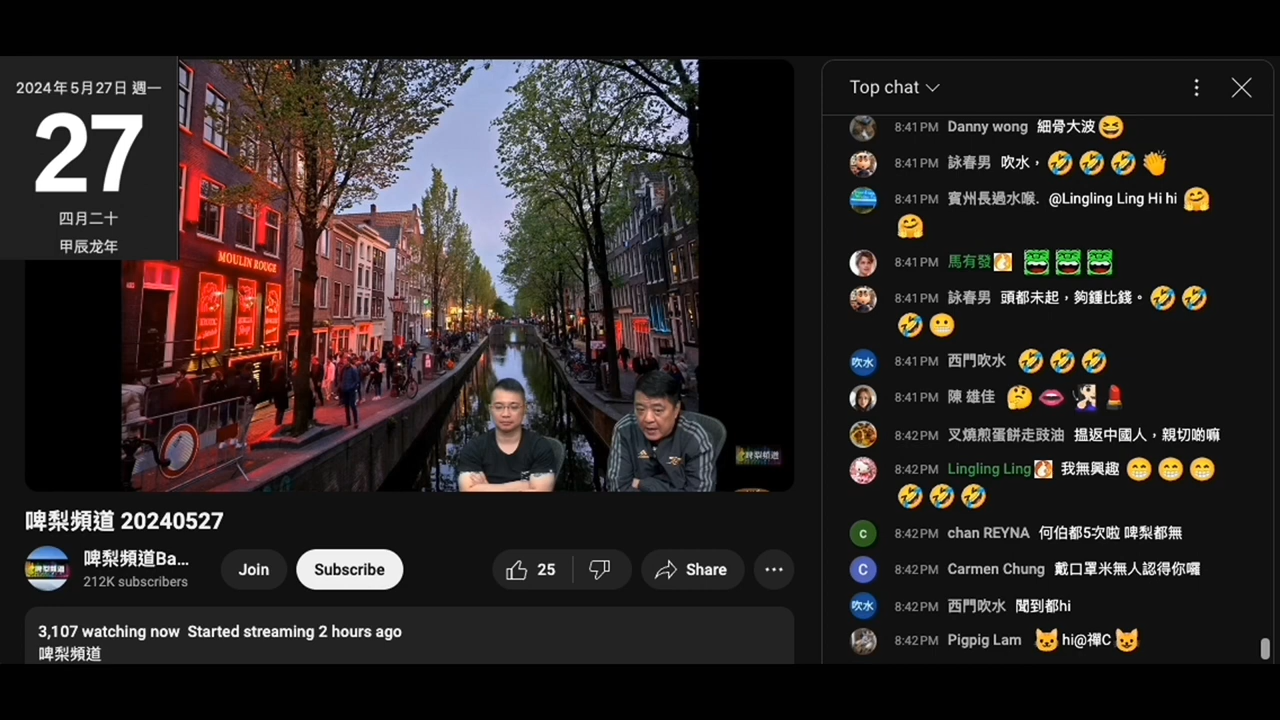 2024年5月27日 週一
27
四月二十
甲辰龙年
MOULIN ROUGE
啤梨頻道
啤梨頻道 20240527
啤梨頻道Ba...
212K subscribers
Join
Subscribe
25
Share
3,107 watching now Started streaming 2 hours ago
啤梨頻道
Top chat
8:41 PM Danny wong 細骨大波😆
8:41 PM 詠春男 吹水，🤣🤣🤣👏
8:41 PM 賓州長過水喉. @Lingling Ling Hi hi 🤗
🤗
8:41 PM 馬有發
8:41 PM 詠春男 頭都未起，夠鍾比錢。🤣🤣
🤣😬
吹水
8:41 PM 西門吹水 🤣🤣🤣
8:41 PM 陳 雄佳 🤔👄💄
8:42 PM 叉燒煎蛋餅走豉油 搵返中國人，親切啲嘛
8:42 PM Lingling Ling 我無興趣 😁😁😁
🤣🤣🤣
C
8:42 PM chan REYNA 何伯都5次啦 啤梨都無
C
8:42 PM Carmen Chung 戴口罩米無人認得你囉
吹水
8:42 PM 西門吹水 聞到都hi
8:42 PM Pigpig Lam 😺hi@禪C😺